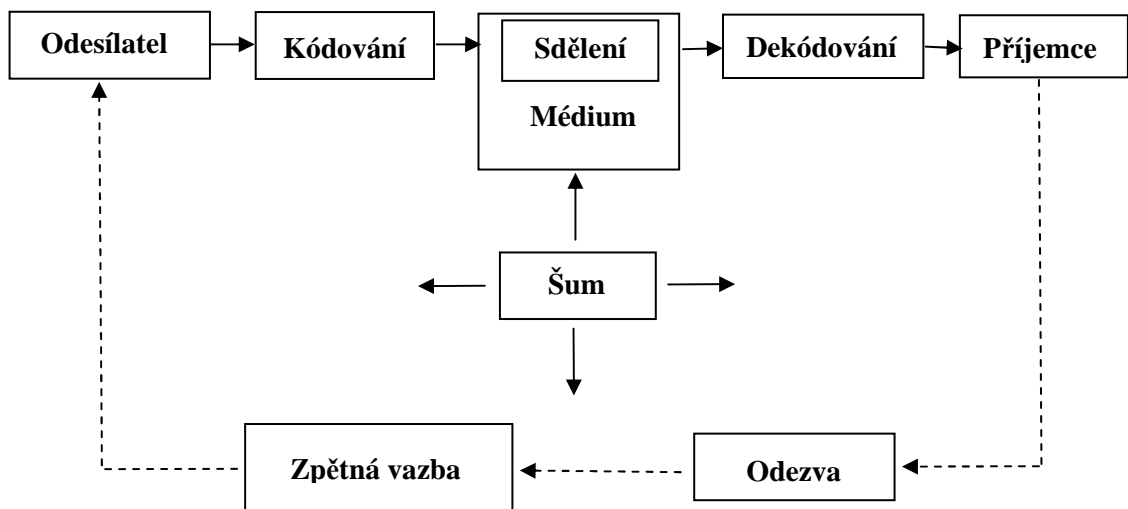 Odesílatel
Kódování
Sdělení
Médium
Dekódování
Příjemce
Šum
Zpětná vazba
Odezva